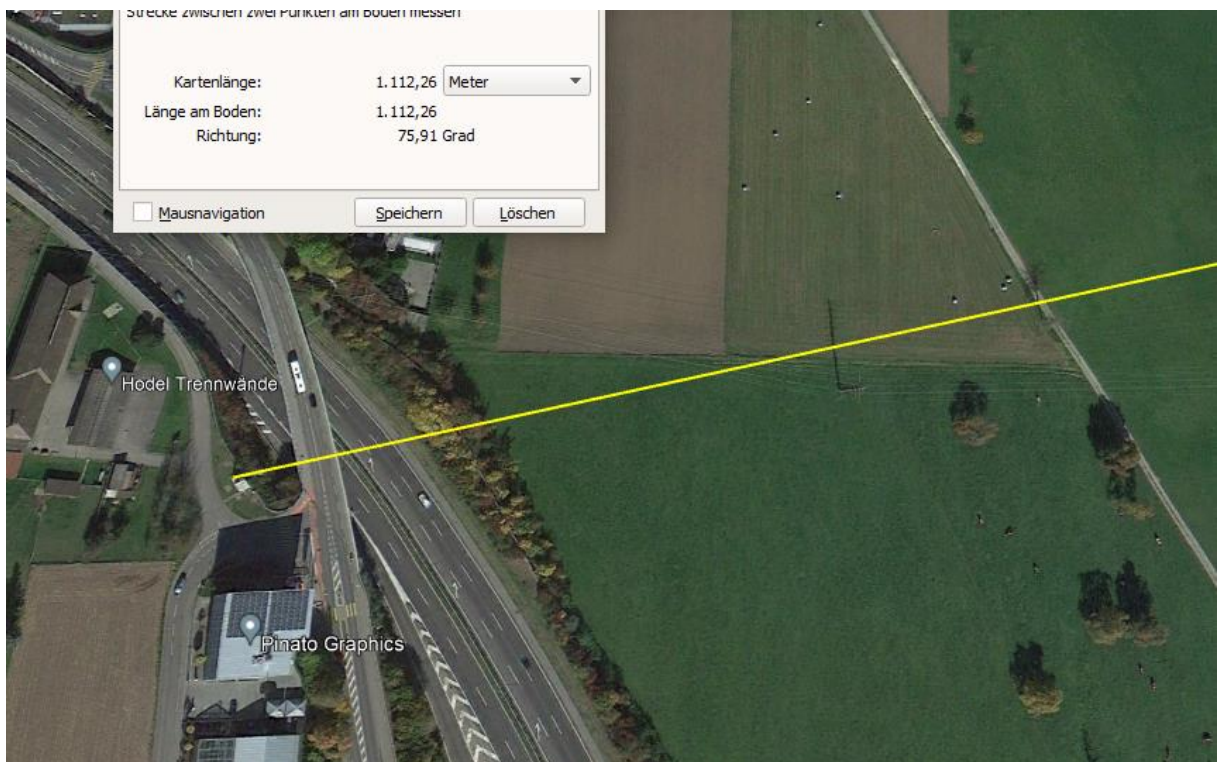 Strecke zwischen zwei Punkten am Boden messen
Kartenlänge: 1.112,26 Meter
Länge am Boden: 1.112,26
Richtung: 75,91 Grad
Mausnavigation Speichern Löschen
Hodel Trennwände
Pinato Graphics